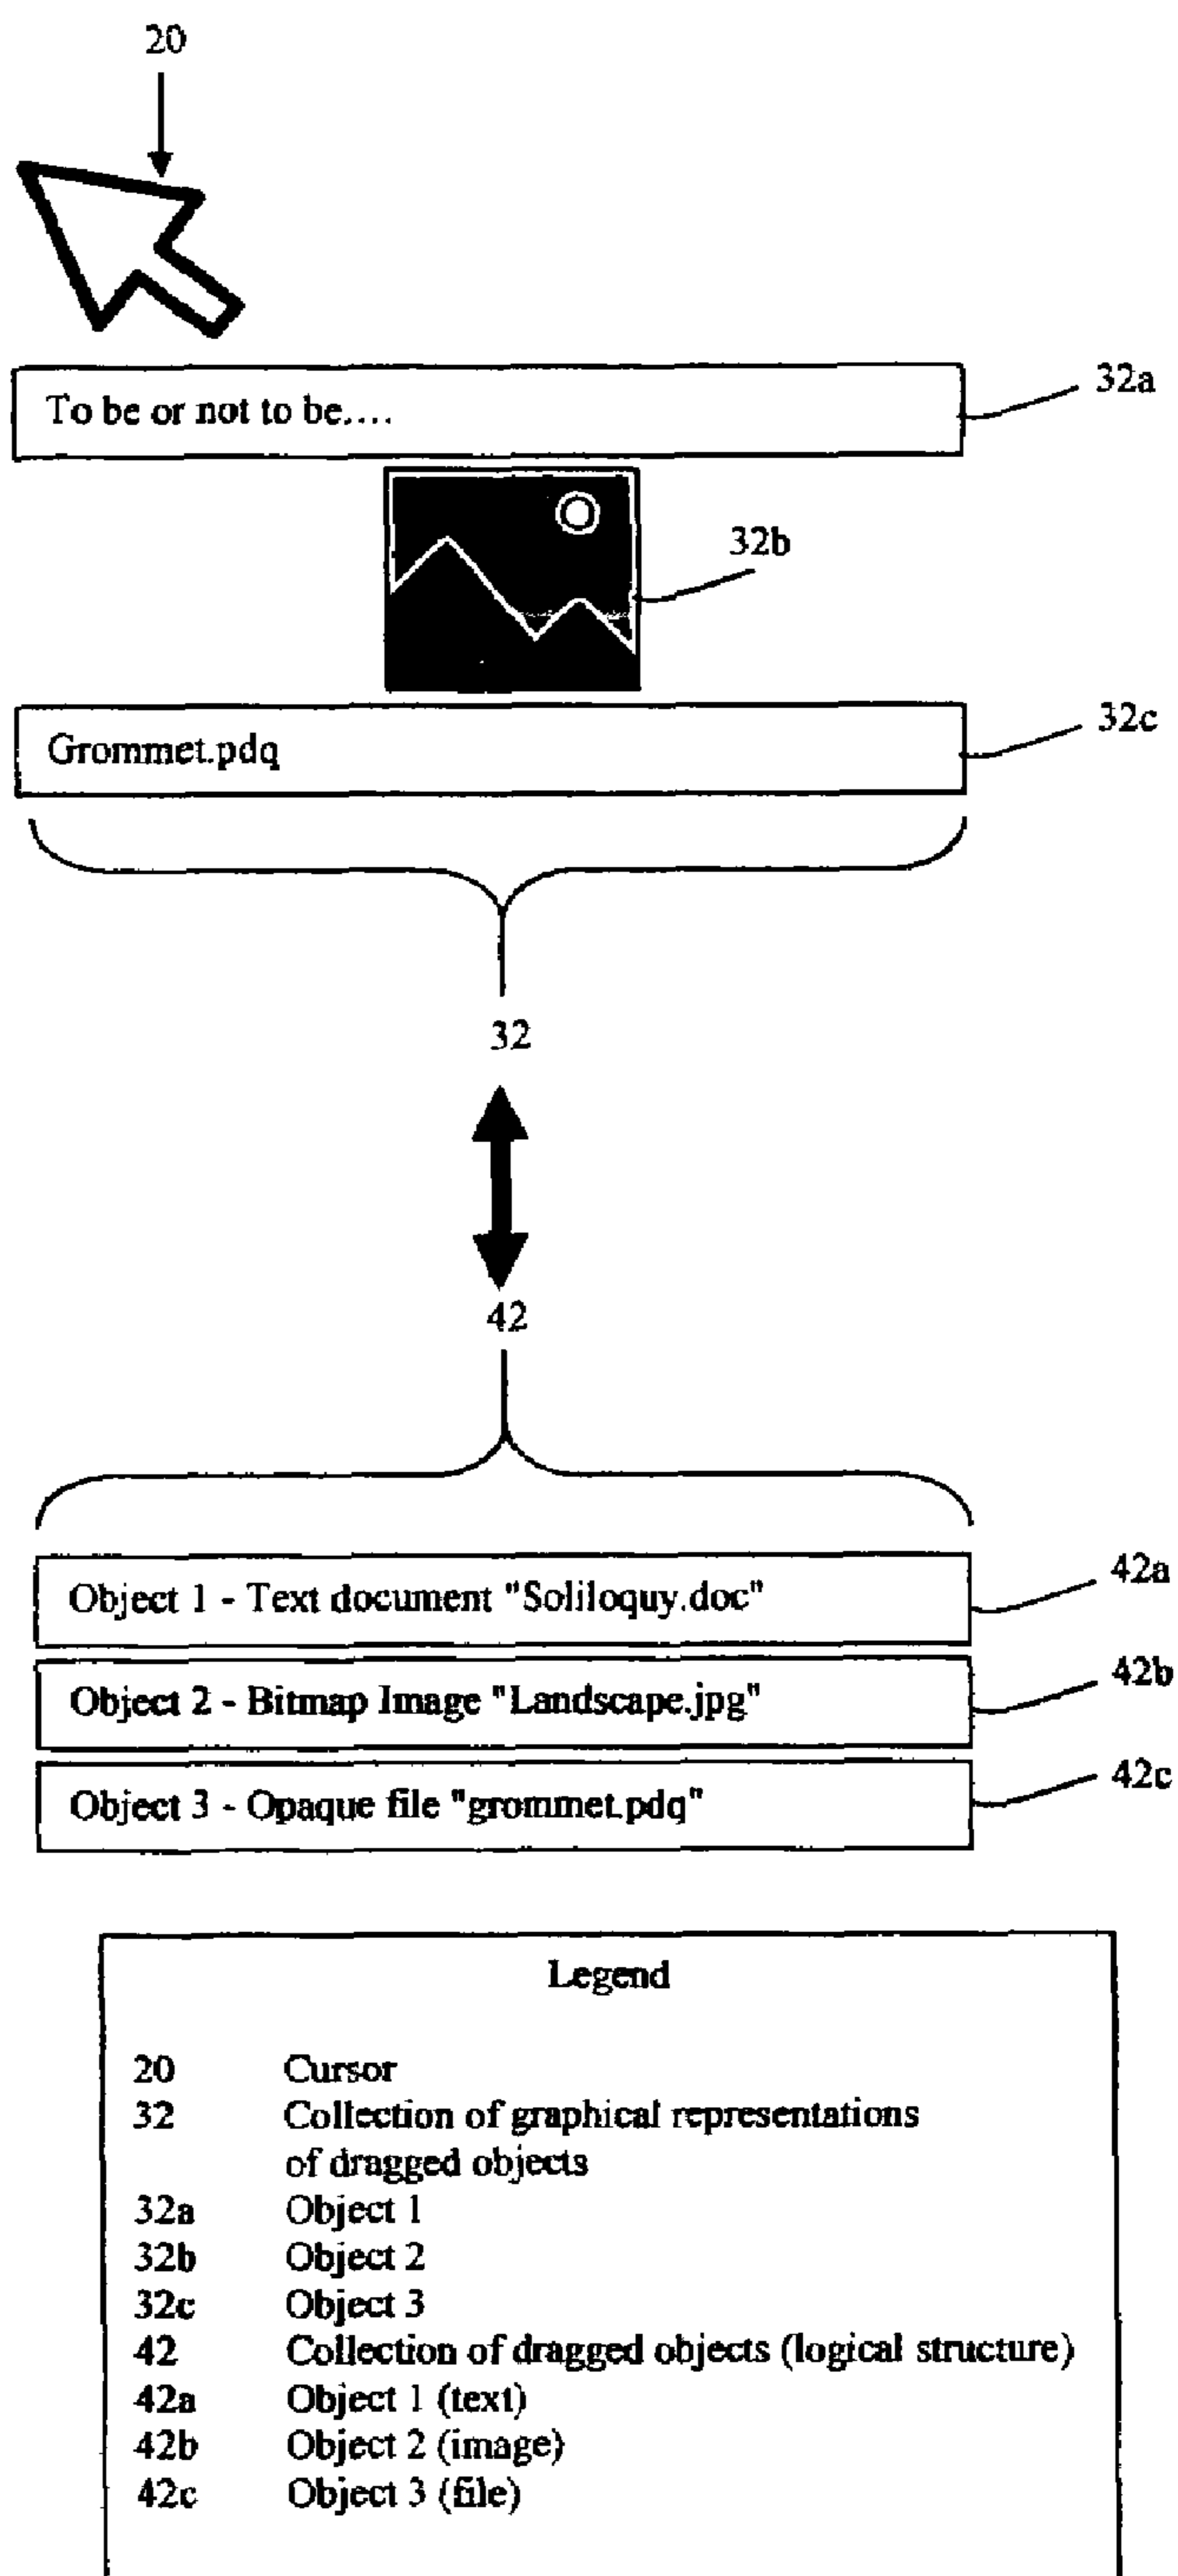 20
To be or not to be....
32a
32b
Grommet.pdq
32c
32
42
Object 1 - Text document "Soliloquy.doc"
42a
Object 2 - Bitmap Image "Landscape.jpg"
42b
Object 3 - Opaque file "grommet.pdq"
42c
Legend
20 Cursor
32 Collection of graphical representations
of dragged objects
32a Object 1
32b Object 2
32c Object 3
42 Collection of dragged objects (logical structure)
42a Object 1 (text)
42b Object 2 (image)
42c Object 3 (file)